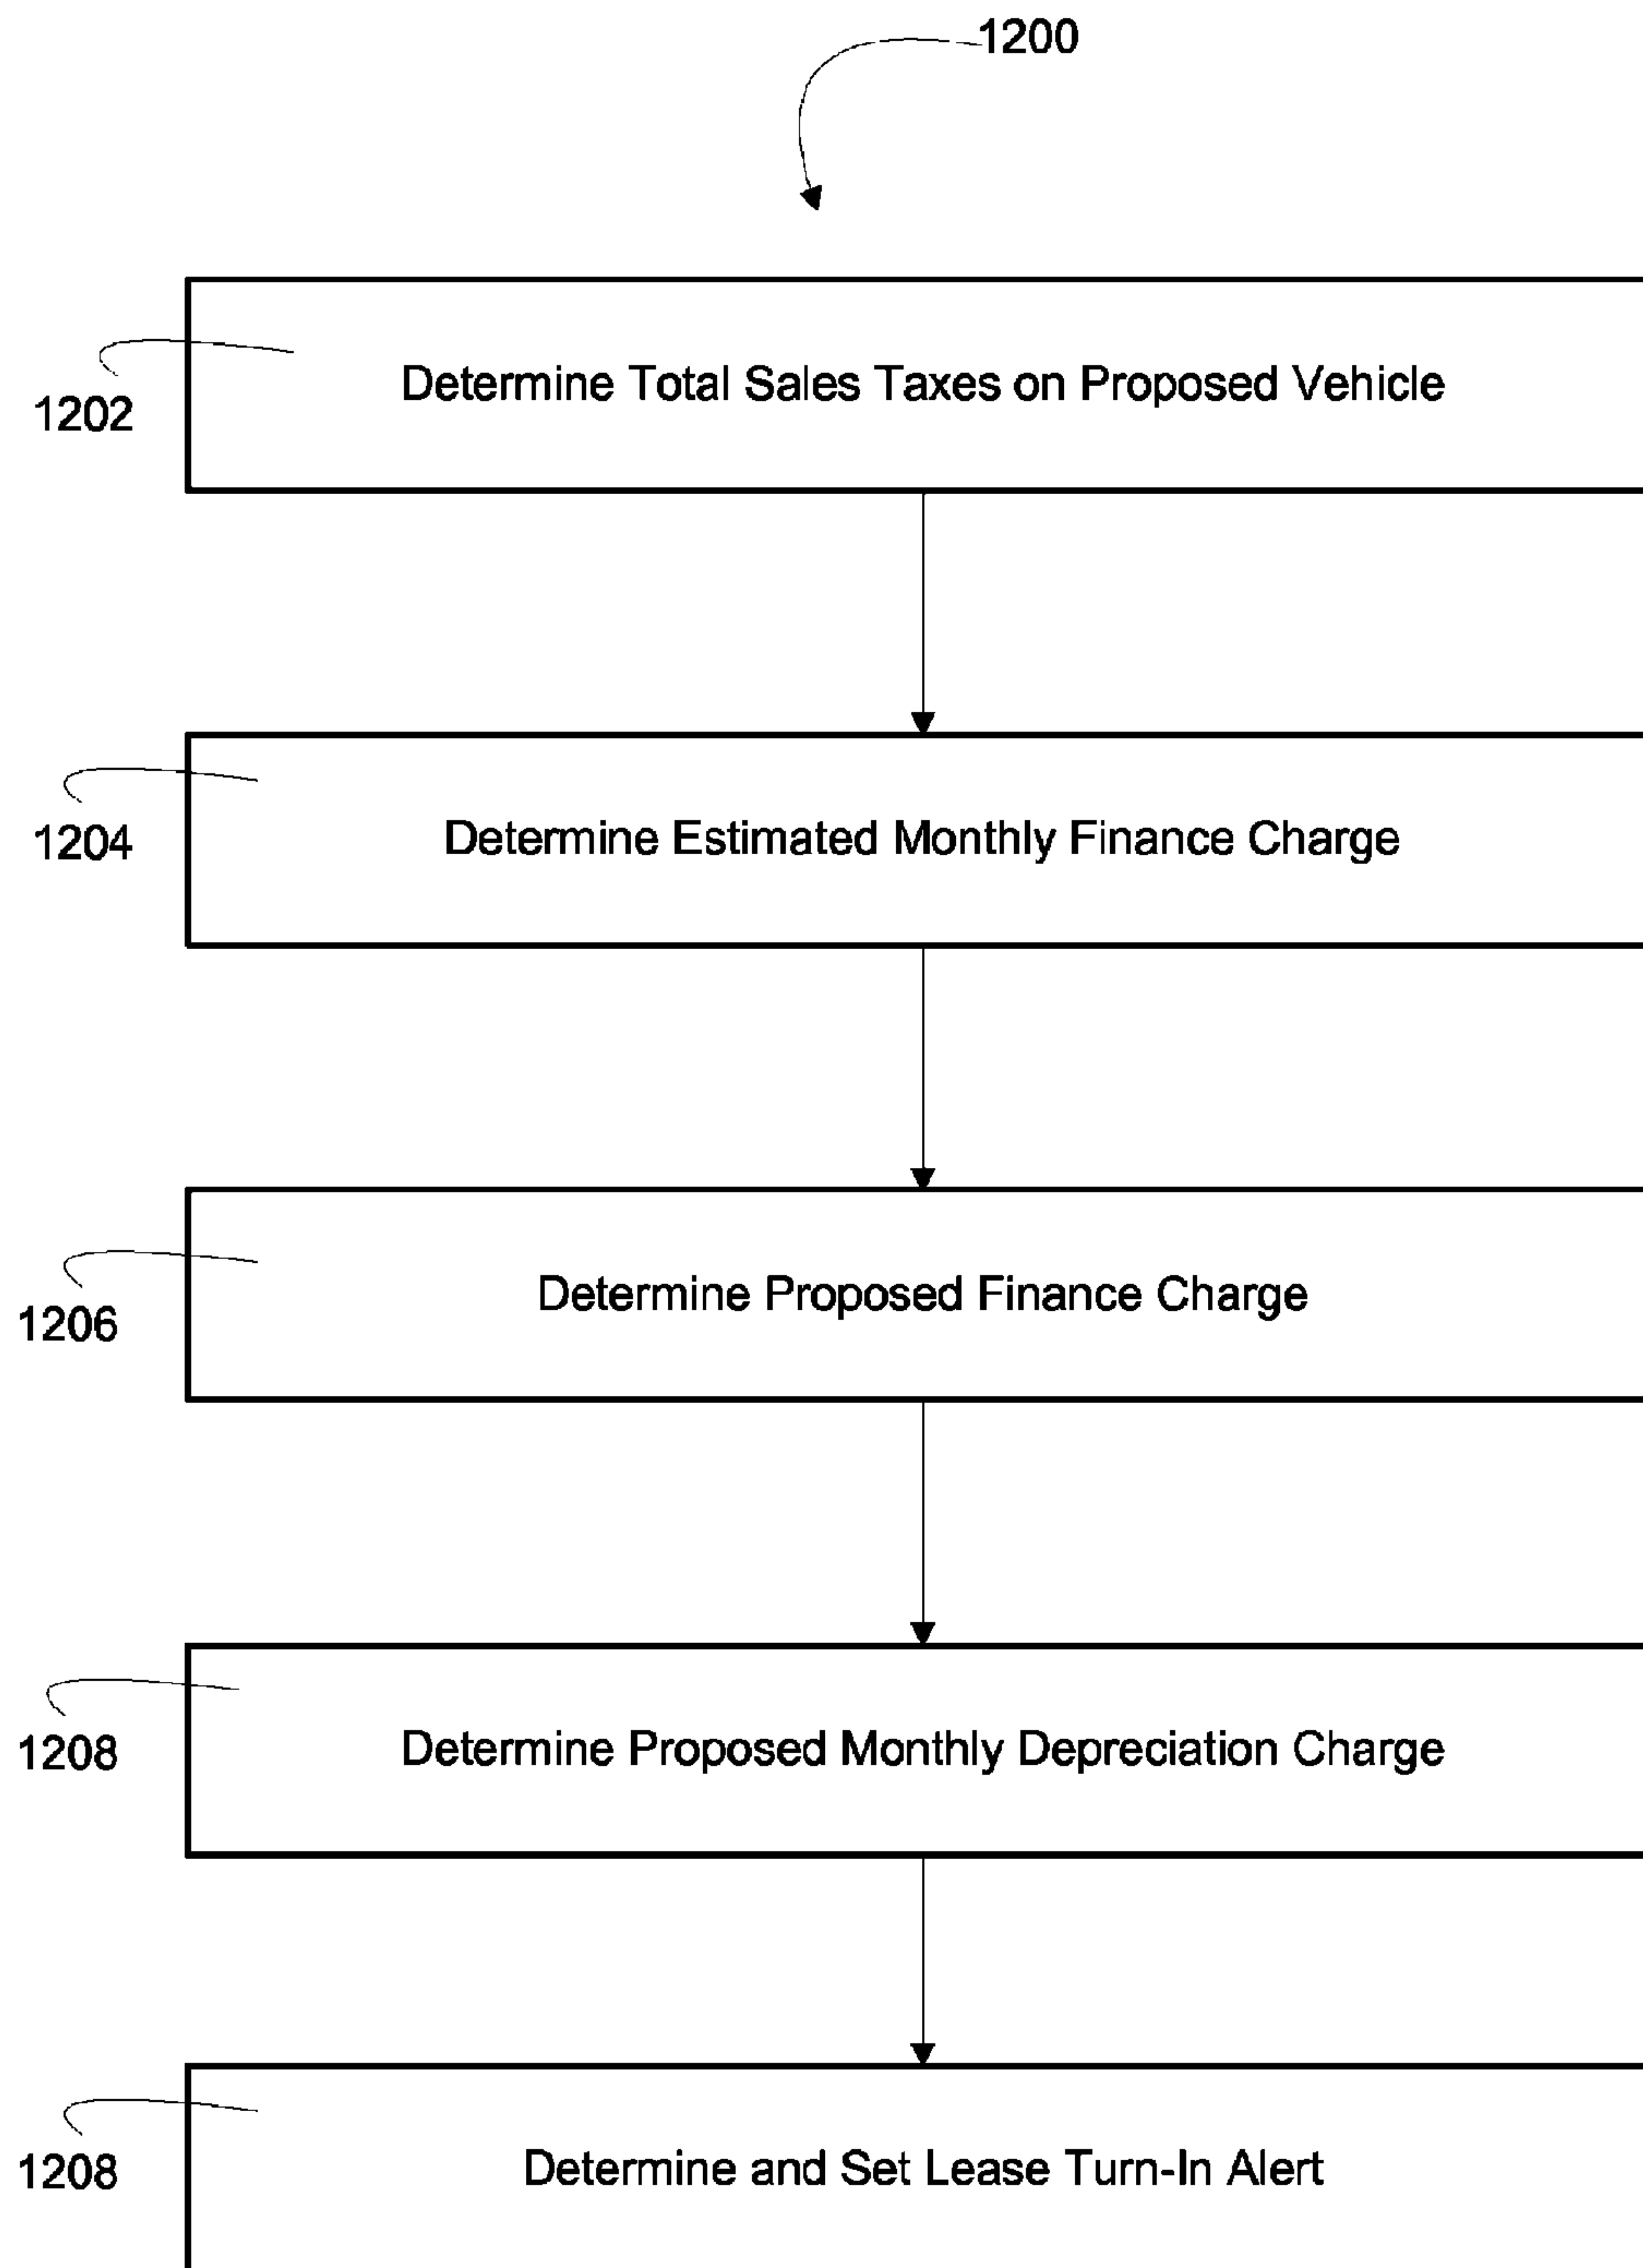 1200
Determine Total Sales Taxes on Proposed Vehicle
1202
Determine Estimated Monthly Finance Charge
1204
Determine Proposed Finance Charge
1206
Determine Proposed Monthly Depreciation Charge
1208
Determine and Set Lease Turn-In Alert
1208